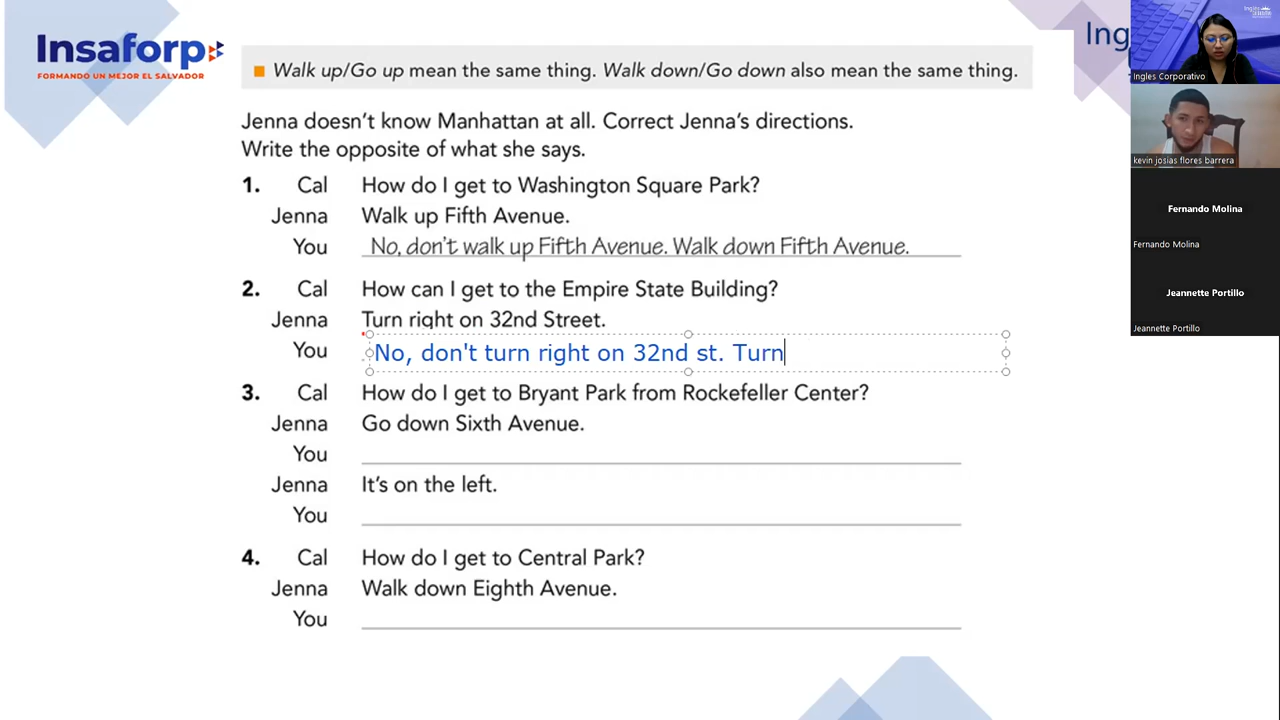 Insaforp
FORMANDO UN MEJOR EL SALVADOR
Walk up/Go up mean the same thing. Walk down/Go down also mean the same thing.
Ing
Ingles Corporativo
kevin josias flores barrera
Fernando Molina
Fernando Molina
Jeannette Portillo
Jeannette Portillo
Jenna doesn't know Manhattan at all. Correct Jenna's directions.
Write the opposite of what she says.
1. Cal How do I get to Washington Square Park?
Jenna Walk up Fifth Avenue.
You No, don't walk up Fifth Avenue. Walk down Fifth Avenue.
2. Cal How can I get to the Empire State Building?
Jenna Turn right on 32nd Street.
You No, don't turn right on 32nd st. Turn
3. Cal How do I get to Bryant Park from Rockefeller Center?
Jenna Go down Sixth Avenue.
You
Jenna It's on the left.
You
4. Cal How do I get to Central Park?
Jenna Walk down Eighth Avenue.
You